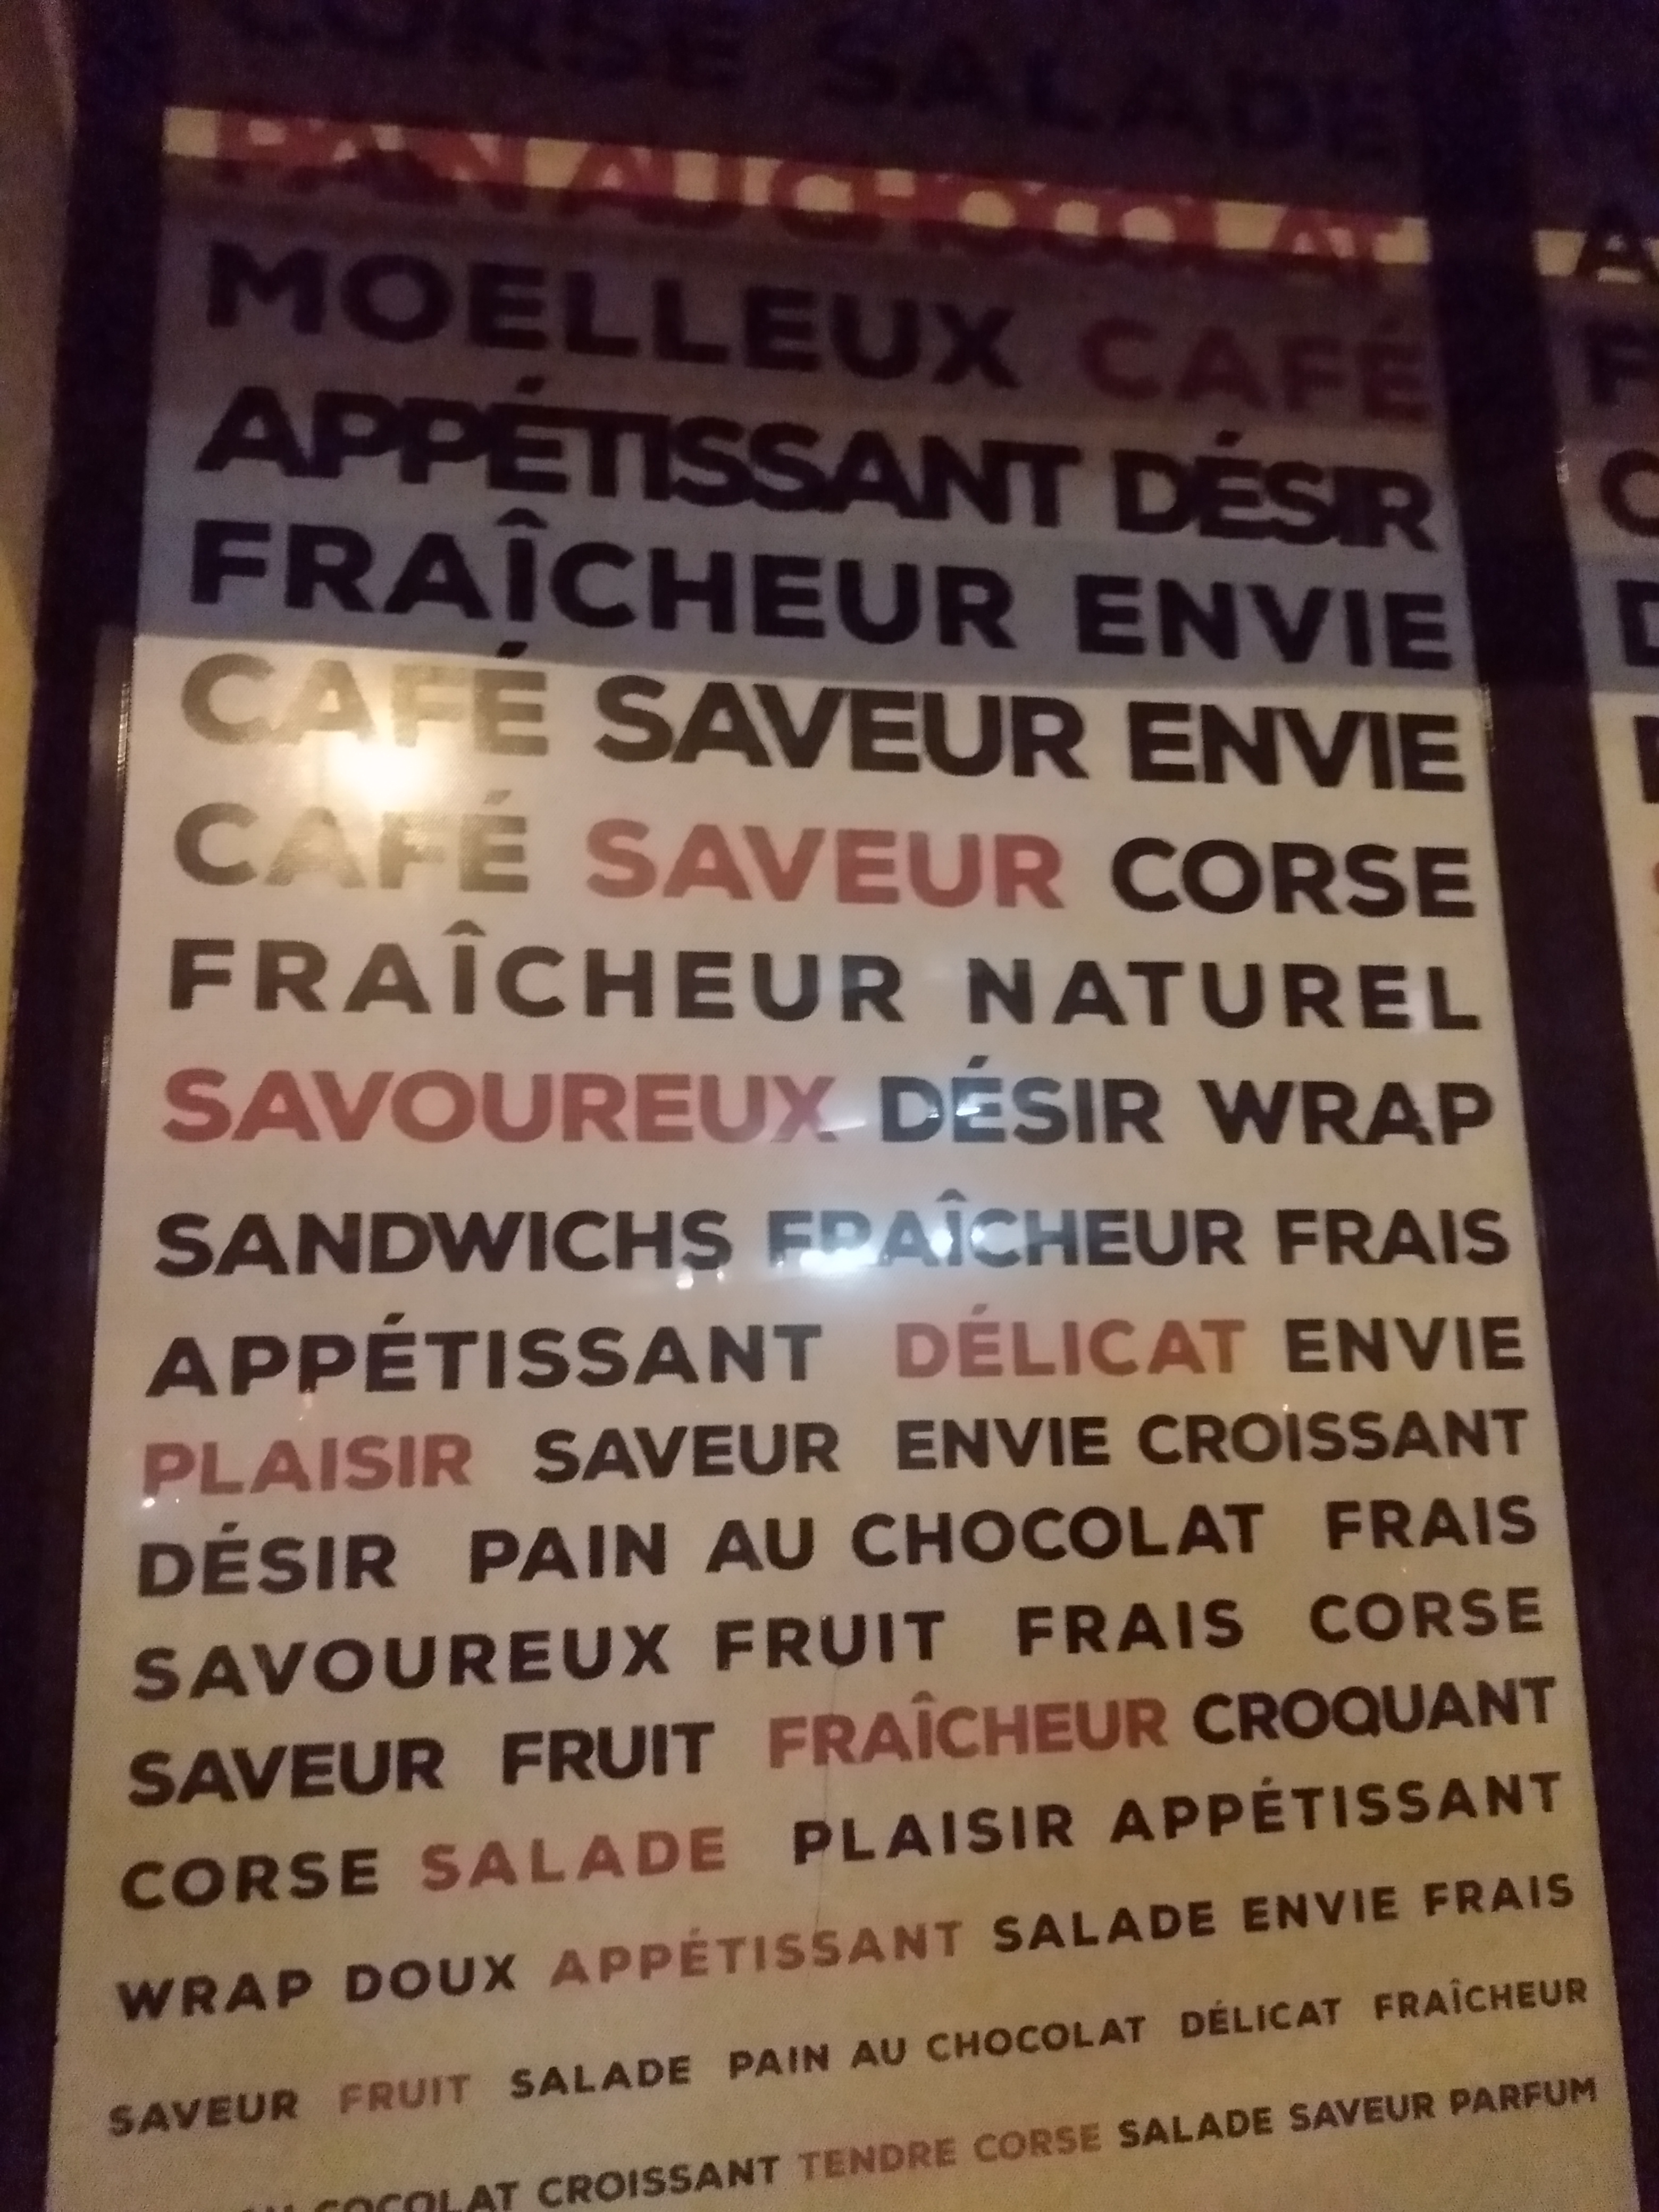 CORSE SALADE
PAIN AU CHOCOLAT
MOELLEUX CAFÉ
APPÉTISSANT DÉSIR
FRAÎCHEUR ENVIE
CAFÉ SAVEUR ENVIE
CAFÉ SAVEUR CORSE
FRAÎCHEUR NATUREL
SAVOUREUX DÉSIR WRAP
SANDWICHS FRAÎCHEUR FRAIS
APPÉTISSANT DÉLICAT ENVIE
PLAISIR SAVEUR ENVIE CROISSANT
DÉSIR PAIN AU CHOCOLAT FRAIS
SAVOUREUX FRUIT FRAIS CORSE
SAVEUR FRUIT FRAÎCHEUR CROQUANT
CORSE SALADE PLAISIR APPÉTISSANT
WRAP DOUX APPÉTISSANT SALADE ENVIE FRAIS
SAVEUR FRUIT SALADE PAIN AU CHOCOLAT DÉLICAT FRAÎCHEUR
COCOLAT CROISSANT TENDRE CORSE SALADE SAVEUR PARFUM